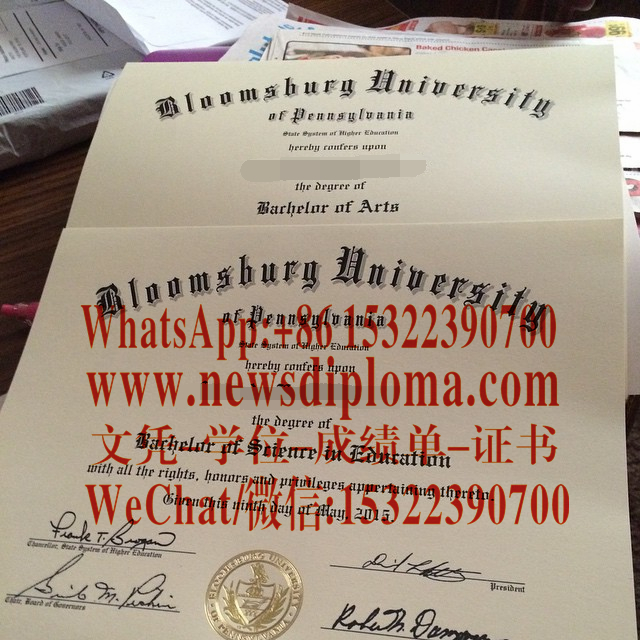 Baked Chicken
Bloomsburg University
of Pennsylvania
State System of Higher Education
hereby confers upon
the degree of
Bachelor of Arts
Bloomsburg University
of Pennsylvania
WhatsApp:+86 15322390700
State System of Higher Education
hereby confers upon
www.newsdiploma.com
the degree of
文凭-学位-成绩单-证书
Bachelor of Science in Education
with all the rights, honors and privileges appertaining thereto.
WeChat/微信:15322390700
Given this ninth day of May, 2015.
Chancellor, State System of Higher Education
President
Chair, Board of Governors